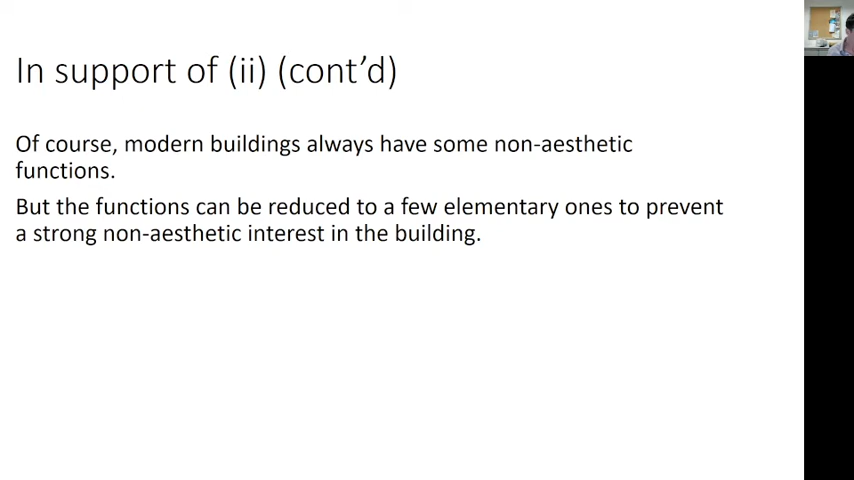 In support of (ii) (cont’d)
Of course, modern buildings always have some non-aesthetic
functions.
But the functions can be reduced to a few elementary ones to prevent
a strong non-aesthetic interest in the building.